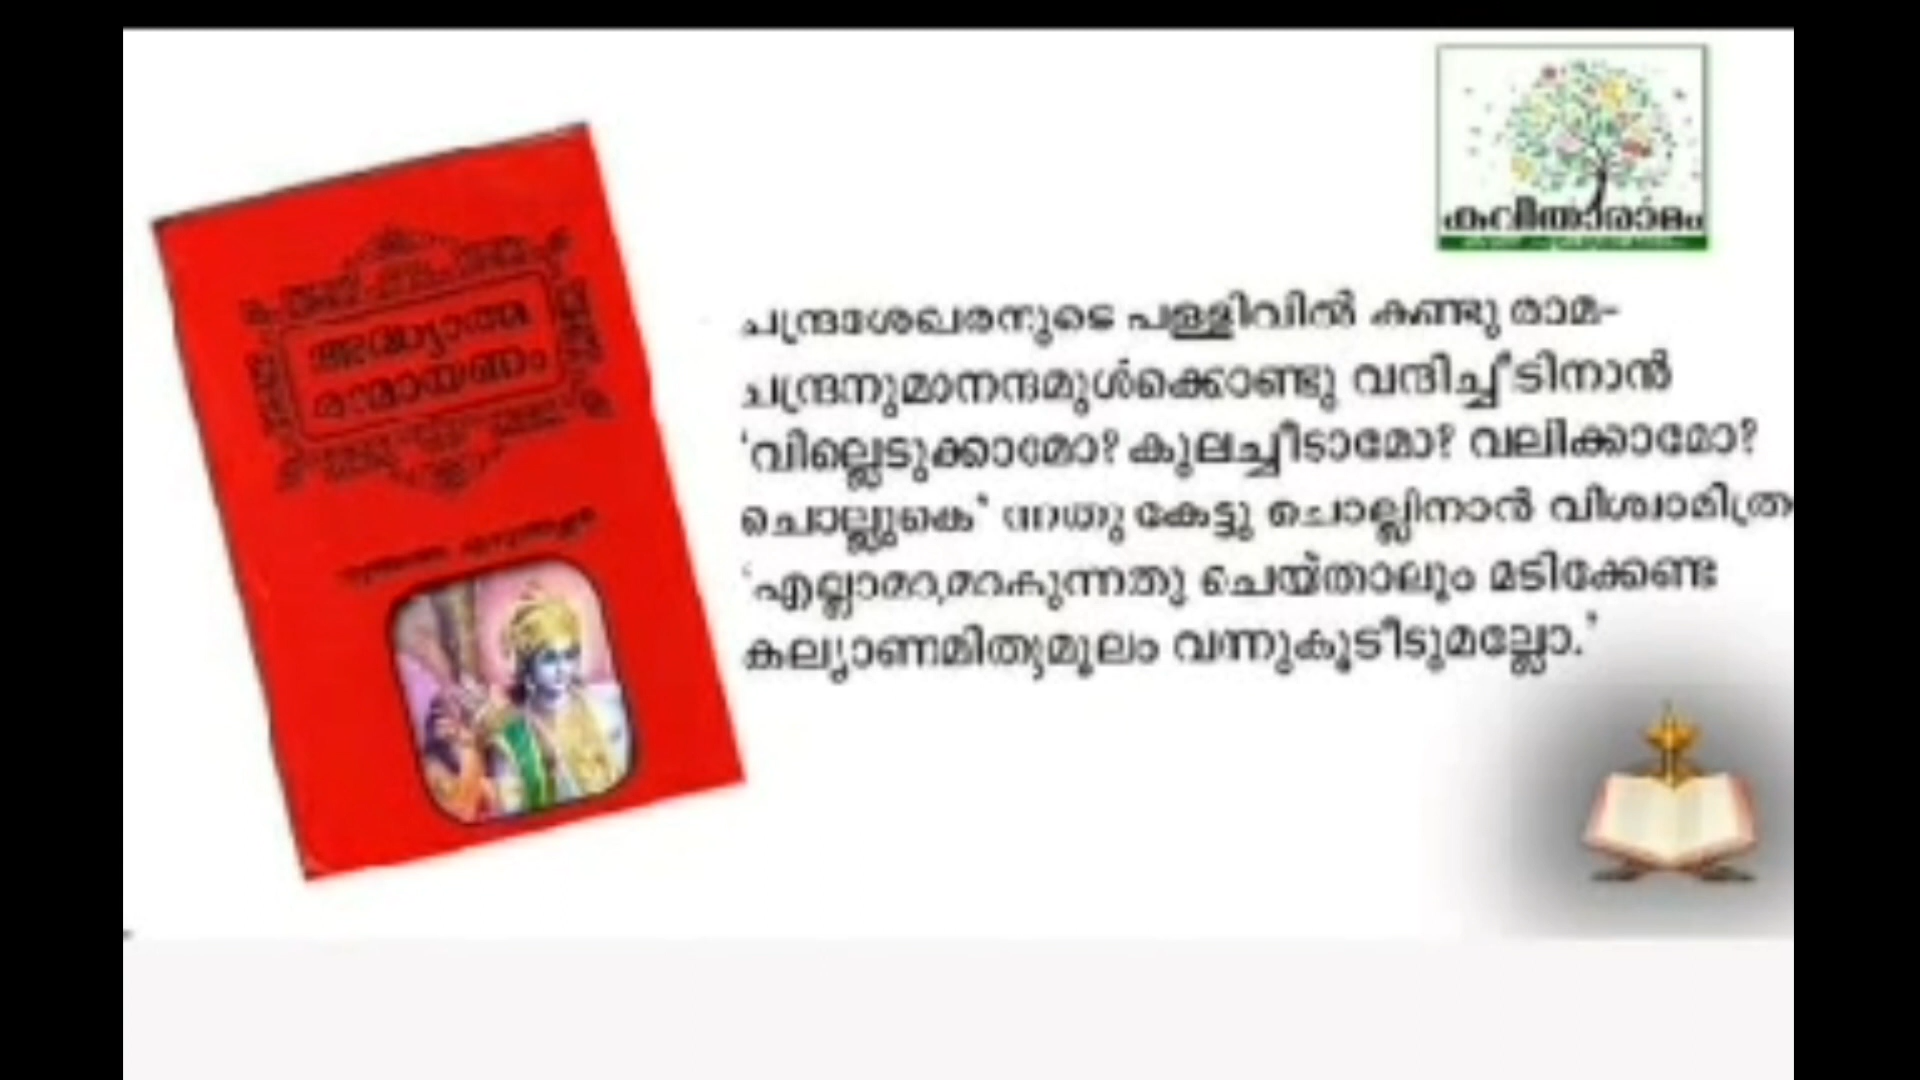 കവിതാരാമം
അദ്ധ്യാത്മ
രാമായണം
ചന്ദ്രശേഖരനുടെ പള്ളിവിൽ കണ്ടു രാമ-
ചന്ദ്രനുമാനന്ദമുൾക്കൊണ്ടു വന്ദിച്ചീടിനാൻ
'വില്ലെടുക്കാമോ? കുലച്ചീടാമോ? വലിക്കാമോ?
ചൊല്ലുകെ' ന്നതു കേട്ടു ചൊല്ലിനാൻ വിശ്വാമിത്ര
'എല്ലാമാ,മാകുന്നതു ചെയ്താലും മടിക്കേണ്ട
കല്യാണമിതുമൂലം വന്നുകൂടീടുമല്ലോ.'